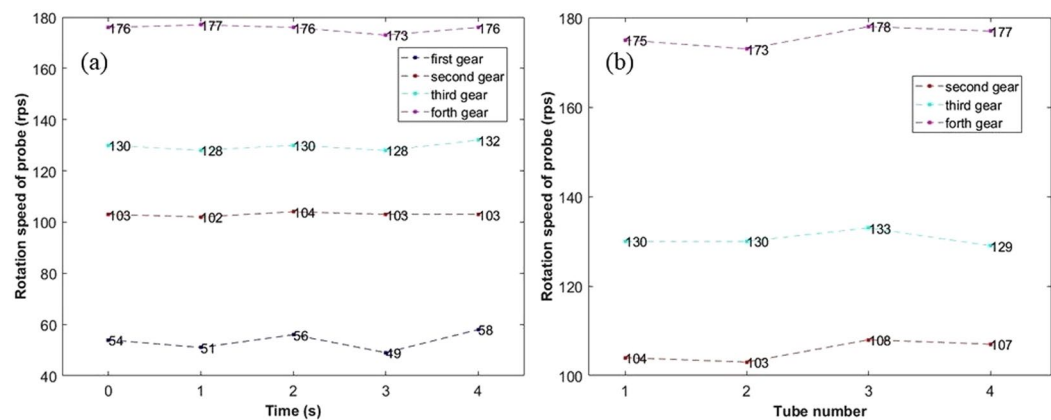 (a)
Rotation speed of probe (rps)
180
160
140
120
100
80
60
40
176 177 176 173 176
first gear
second gear
third gear
forth gear
130 128 130 128 132
103 102 104 103 103
54 51 56 49 58
0 1 2 3 4
Time (s)
(b)
Rotation speed of probe (rps)
180
160
140
120
100
175 173 178 177
second gear
third gear
forth gear
130 130 133 129
104 103 108 107
1 2 3 4
Tube number